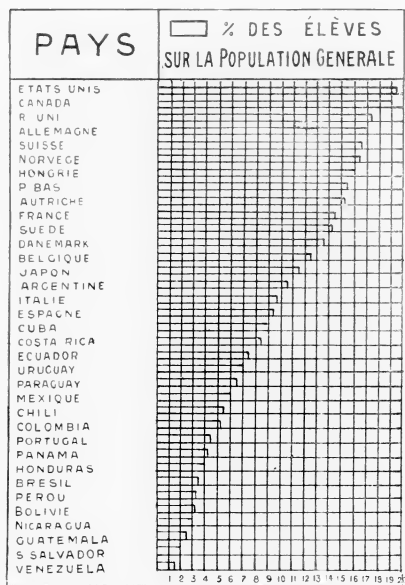 PAYS
% DES ÉLÈVES
SUR LA POPULATION GENERALE
ETATS UNIS
CANADA
R UNI
ALLEMAGNE
SUISSE
NORVEGE
HONGRIE
P BAS
AUTRICHE
FRANCE
SUEDE
DANEMARK
BELGIQUE
JAPON
ARGENTINE
ITALIE
ESPAGNE
CUBA
COSTA RICA
ECUADOR
URUGUAY
PARAGUAY
MEXIQUE
CHILI
COLOMBIA
PORTUGAL
PANAMA
HONDURAS
BRESIL
PEROU
BOLIVIE
NICARAGUA
GUATEMALA
S SALVADOR
VENEZUELA
1 2 3 4 5 6 7 8 9 10 11 12 13 14 15 16 17 18 19 2